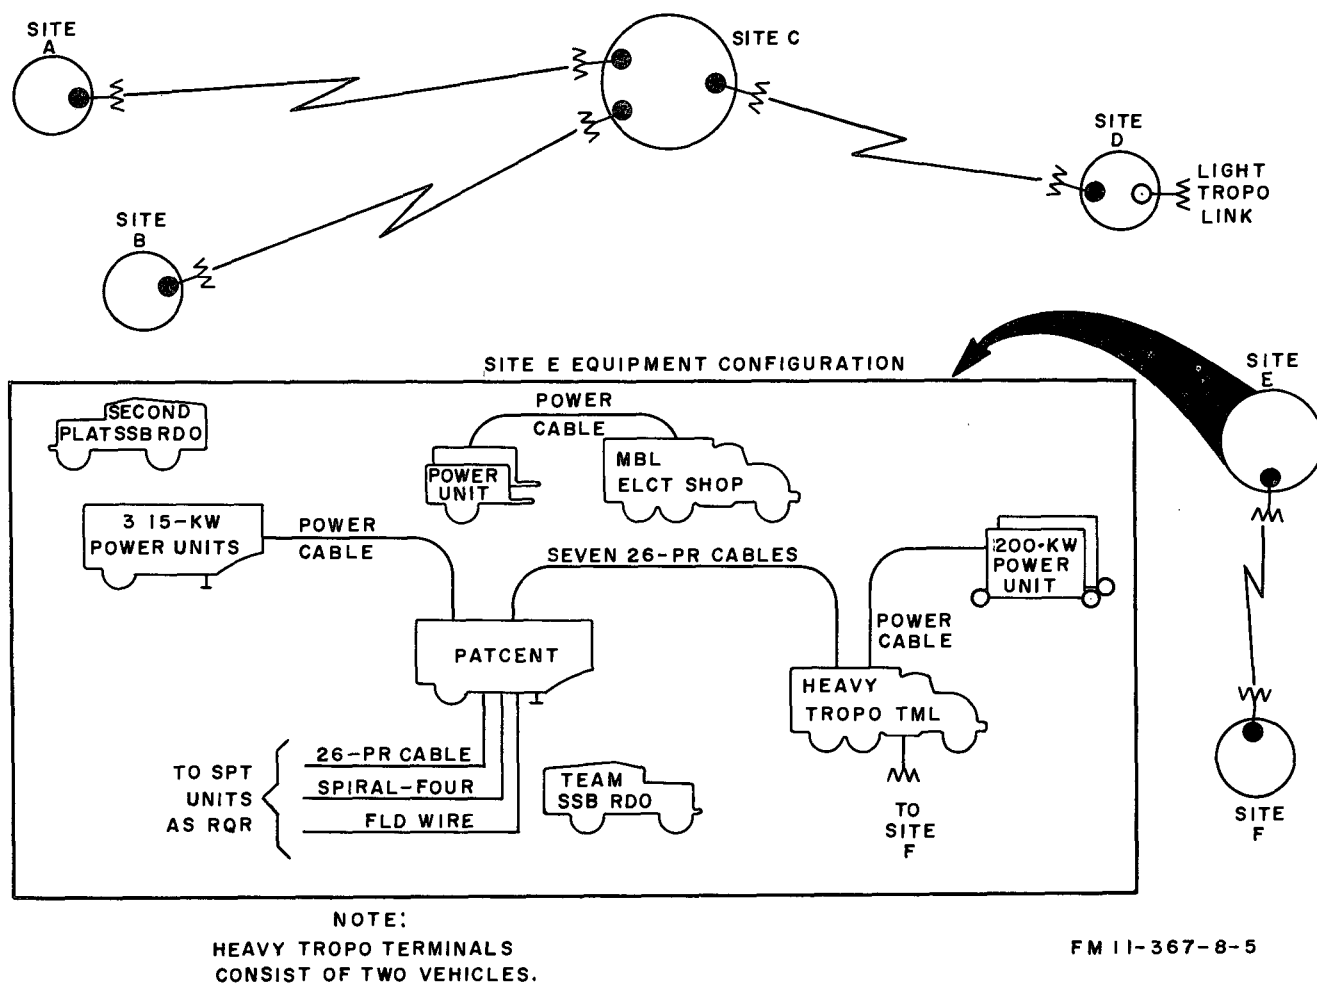 SITE
A
SITE C
SITE
D
LIGHT
TROPO
LINK
SITE
B
SITE
E
SITE E EQUIPMENT CONFIGURATION
SECOND
PLATSSBRDO
POWER
CABLE
POWER
UNIT
MBL
ELCT SHOP
3 15-KW
POWER UNITS
POWER
CABLE
SEVEN 26-PR CABLES
200-KW
POWER
UNIT
POWER
CABLE
PATCENT
HEAVY
TROPO TML
26-PR CABLE
SPIRAL-FOUR
FLD WIRE
TO SPT
UNITS
AS RQR
TEAM
SSB RDO
TO
SITE
F
SITE
F
NOTE:
HEAVY TROPO TERMINALS
CONSIST OF TWO VEHICLES.
FM 11-367-8-5